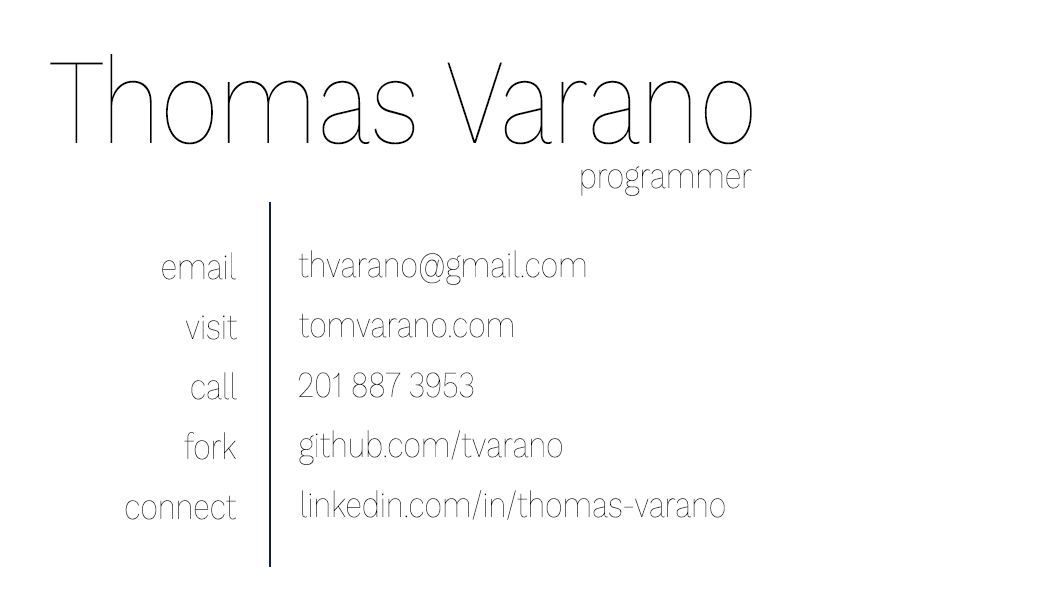 Thomas Varano
programmer
email thvarano@gmail.com
visit tomvarano.com
call 201 887 3953
fork github.com/tvarano
connect linkedin.com/in/thomas-varano